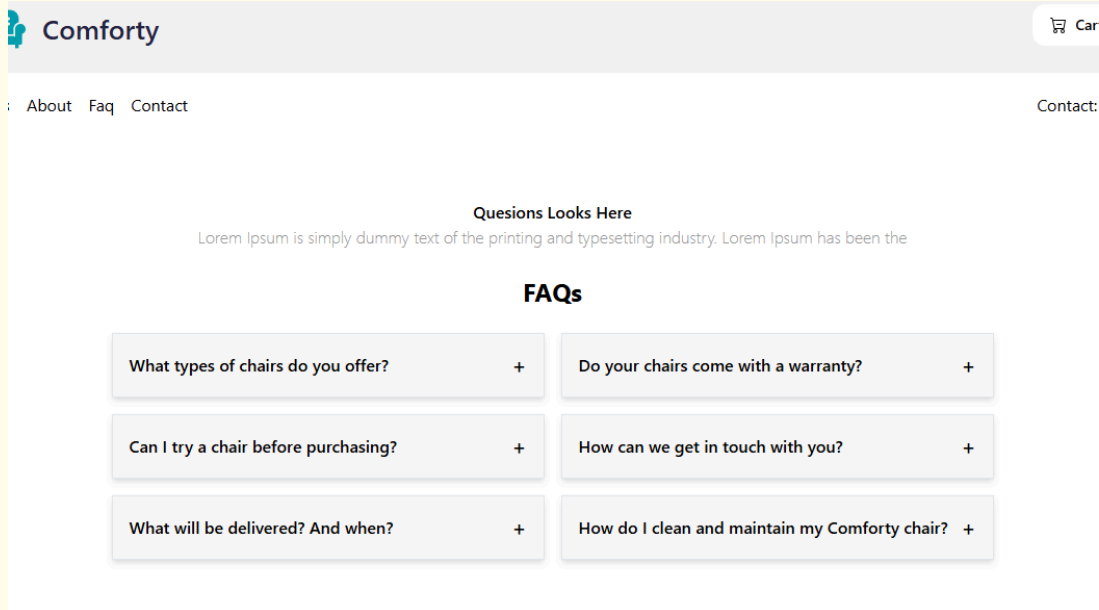 Comforty
Car
s About Faq Contact
Contact:
Quesions Looks Here
Lorem Ipsum is simply dummy text of the printing and typesetting industry. Lorem Ipsum has been the
FAQs
What types of chairs do you offer? +
Do your chairs come with a warranty? +
Can I try a chair before purchasing? +
How can we get in touch with you? +
What will be delivered? And when? +
How do I clean and maintain my Comforty chair? +